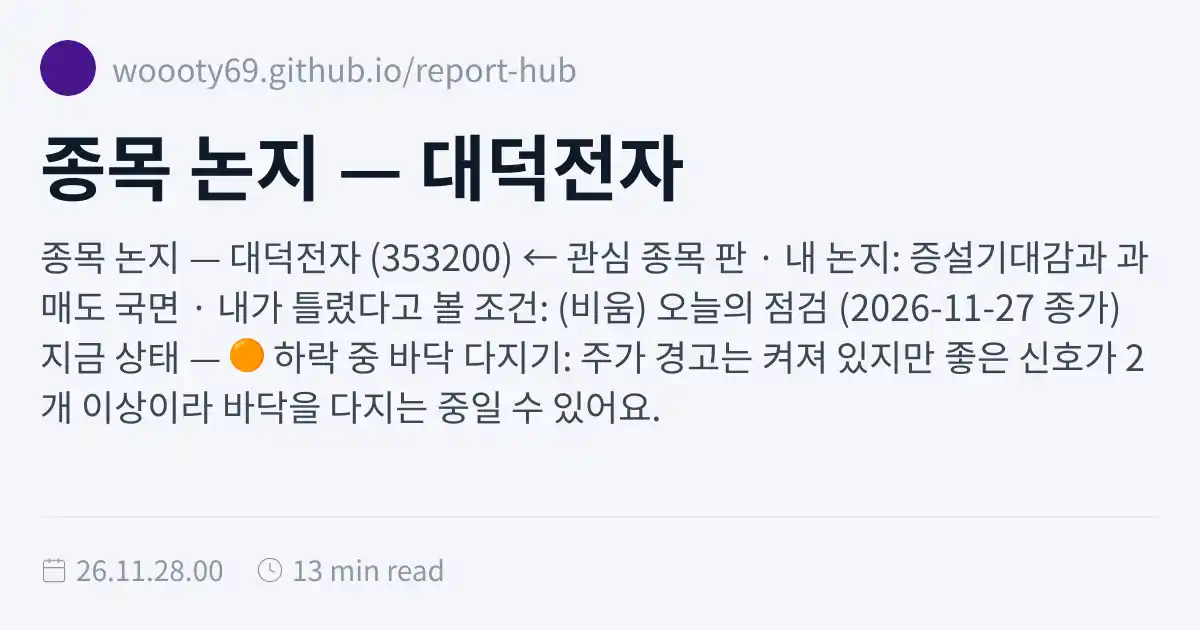 woooty69.github.io/report-hub
종목 논지 — 대덕전자
종목 논지 — 대덕전자 (353200) ← 관심 종목 판 · 내 논지: 증설기대감과 과
매도 국면 · 내가 틀렸다고 볼 조건: (비움) 오늘의 점검 (2026-11-27 종가)
지금 상태 — 🟠 하락 중 바닥 다지기: 주가 경고는 켜져 있지만 좋은 신호가 2
개 이상이라 바닥을 다지는 중일 수 있어요.
26.11.28.00 13 min read